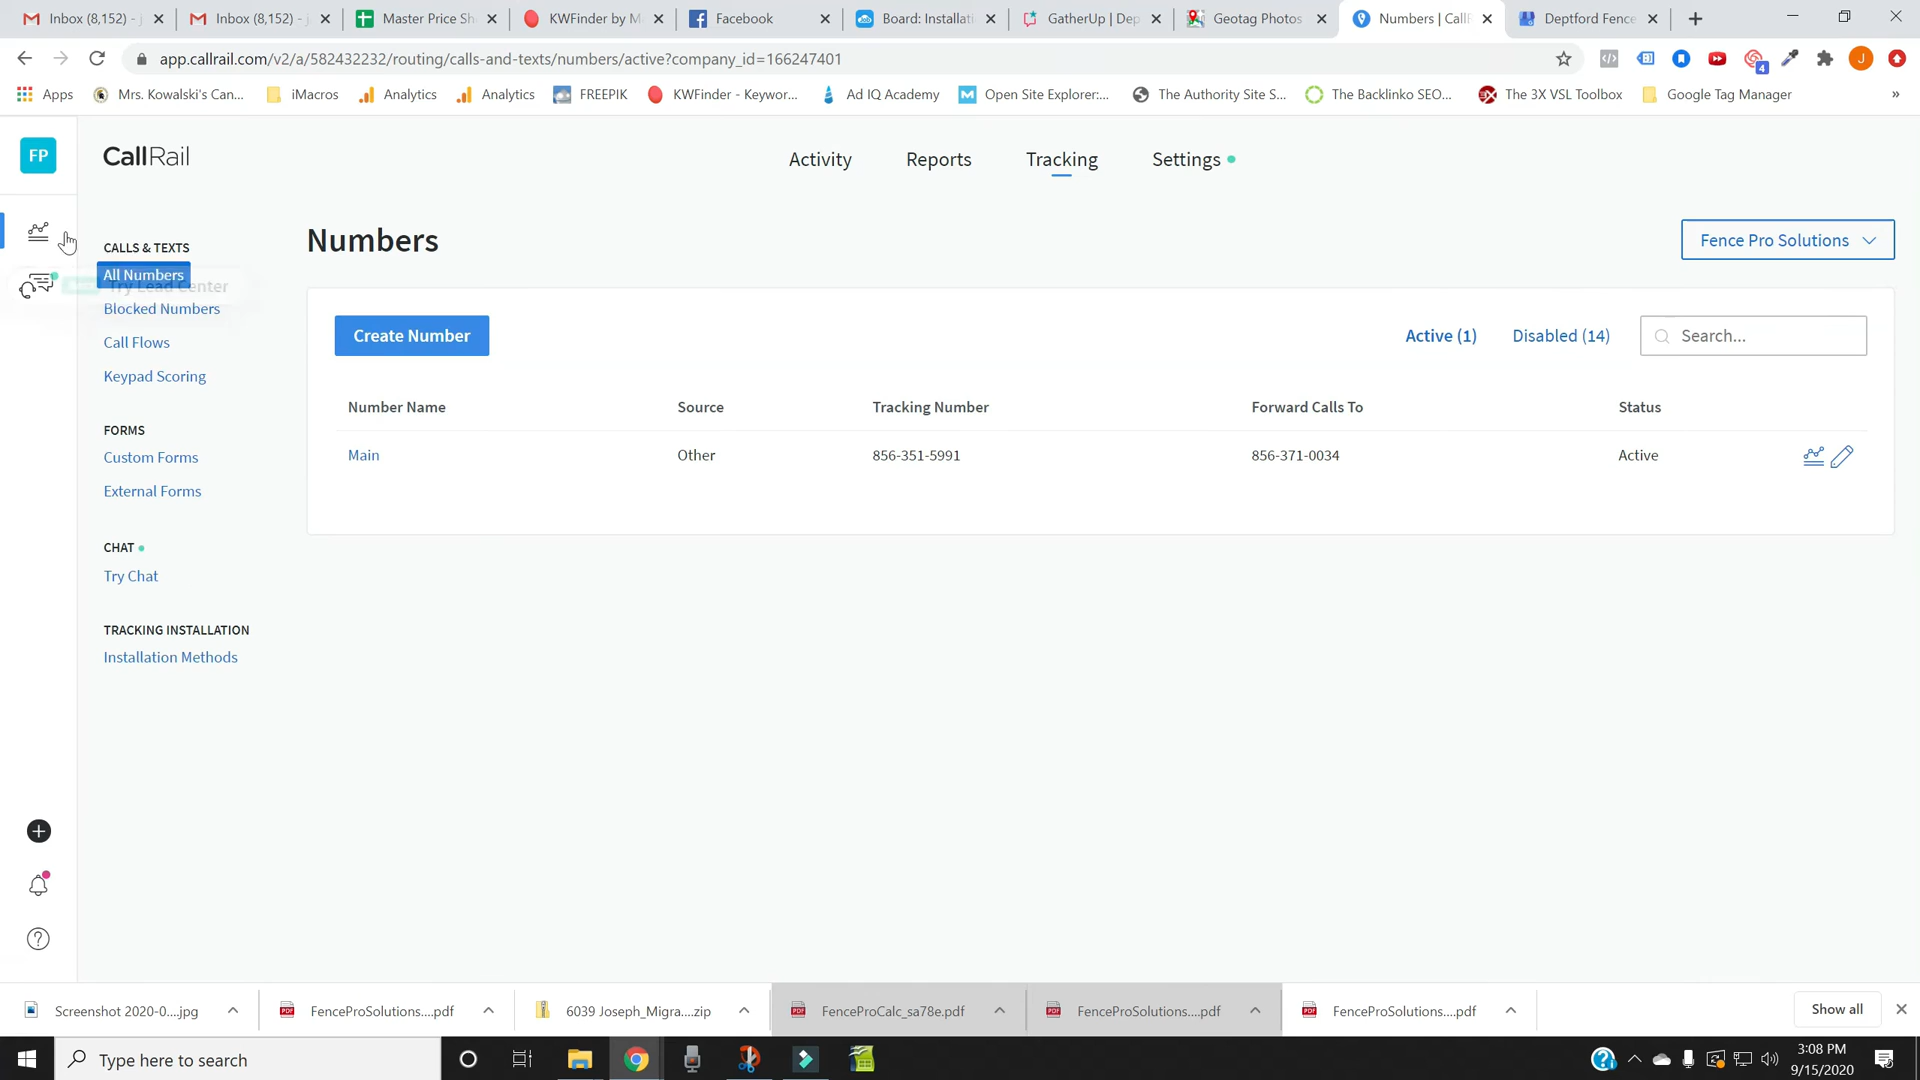 Inbox (8,152) - j
Inbox (8,152) - j
Master Price Sh
KWFinder by M
Facebook
Board: Installati
GatherUp | Dep
Geotag Photos
Numbers | CallR
Deptford Fence
app.callrail.com/v2/a/582432232/routing/calls-and-texts/numbers/active?company_id=166247401
J
4
Apps
Mrs. Kowalski's Can...
iMacros
Analytics
Analytics
FREEPIK
KWFinder - Keywor...
Ad IQ Academy
Open Site Explorer:...
The Authority Site S...
The Backlinko SEO...
The 3X VSL Toolbox
Google Tag Manager
»
FP
CallRail
Activity
Reports
Tracking
Settings
CALLS & TEXTS
All Numbers
Try Lead Center
Blocked Numbers
Call Flows
Keypad Scoring
FORMS
Custom Forms
External Forms
CHAT
Try Chat
TRACKING INSTALLATION
Installation Methods
Numbers
Fence Pro Solutions
Create Number
Active (1)
Disabled (14)
Search...
Number Name
Source
Tracking Number
Forward Calls To
Status
Main
Other
856-351-5991
856-371-0034
Active
Screenshot 2020-0....jpg
FenceProSolutions....pdf
6039 Joseph_Migra....zip
FenceProCalc_sa78e.pdf
FenceProSolutions....pdf
FenceProSolutions....pdf
Show all
Type here to search
3:08 PM
9/15/2020